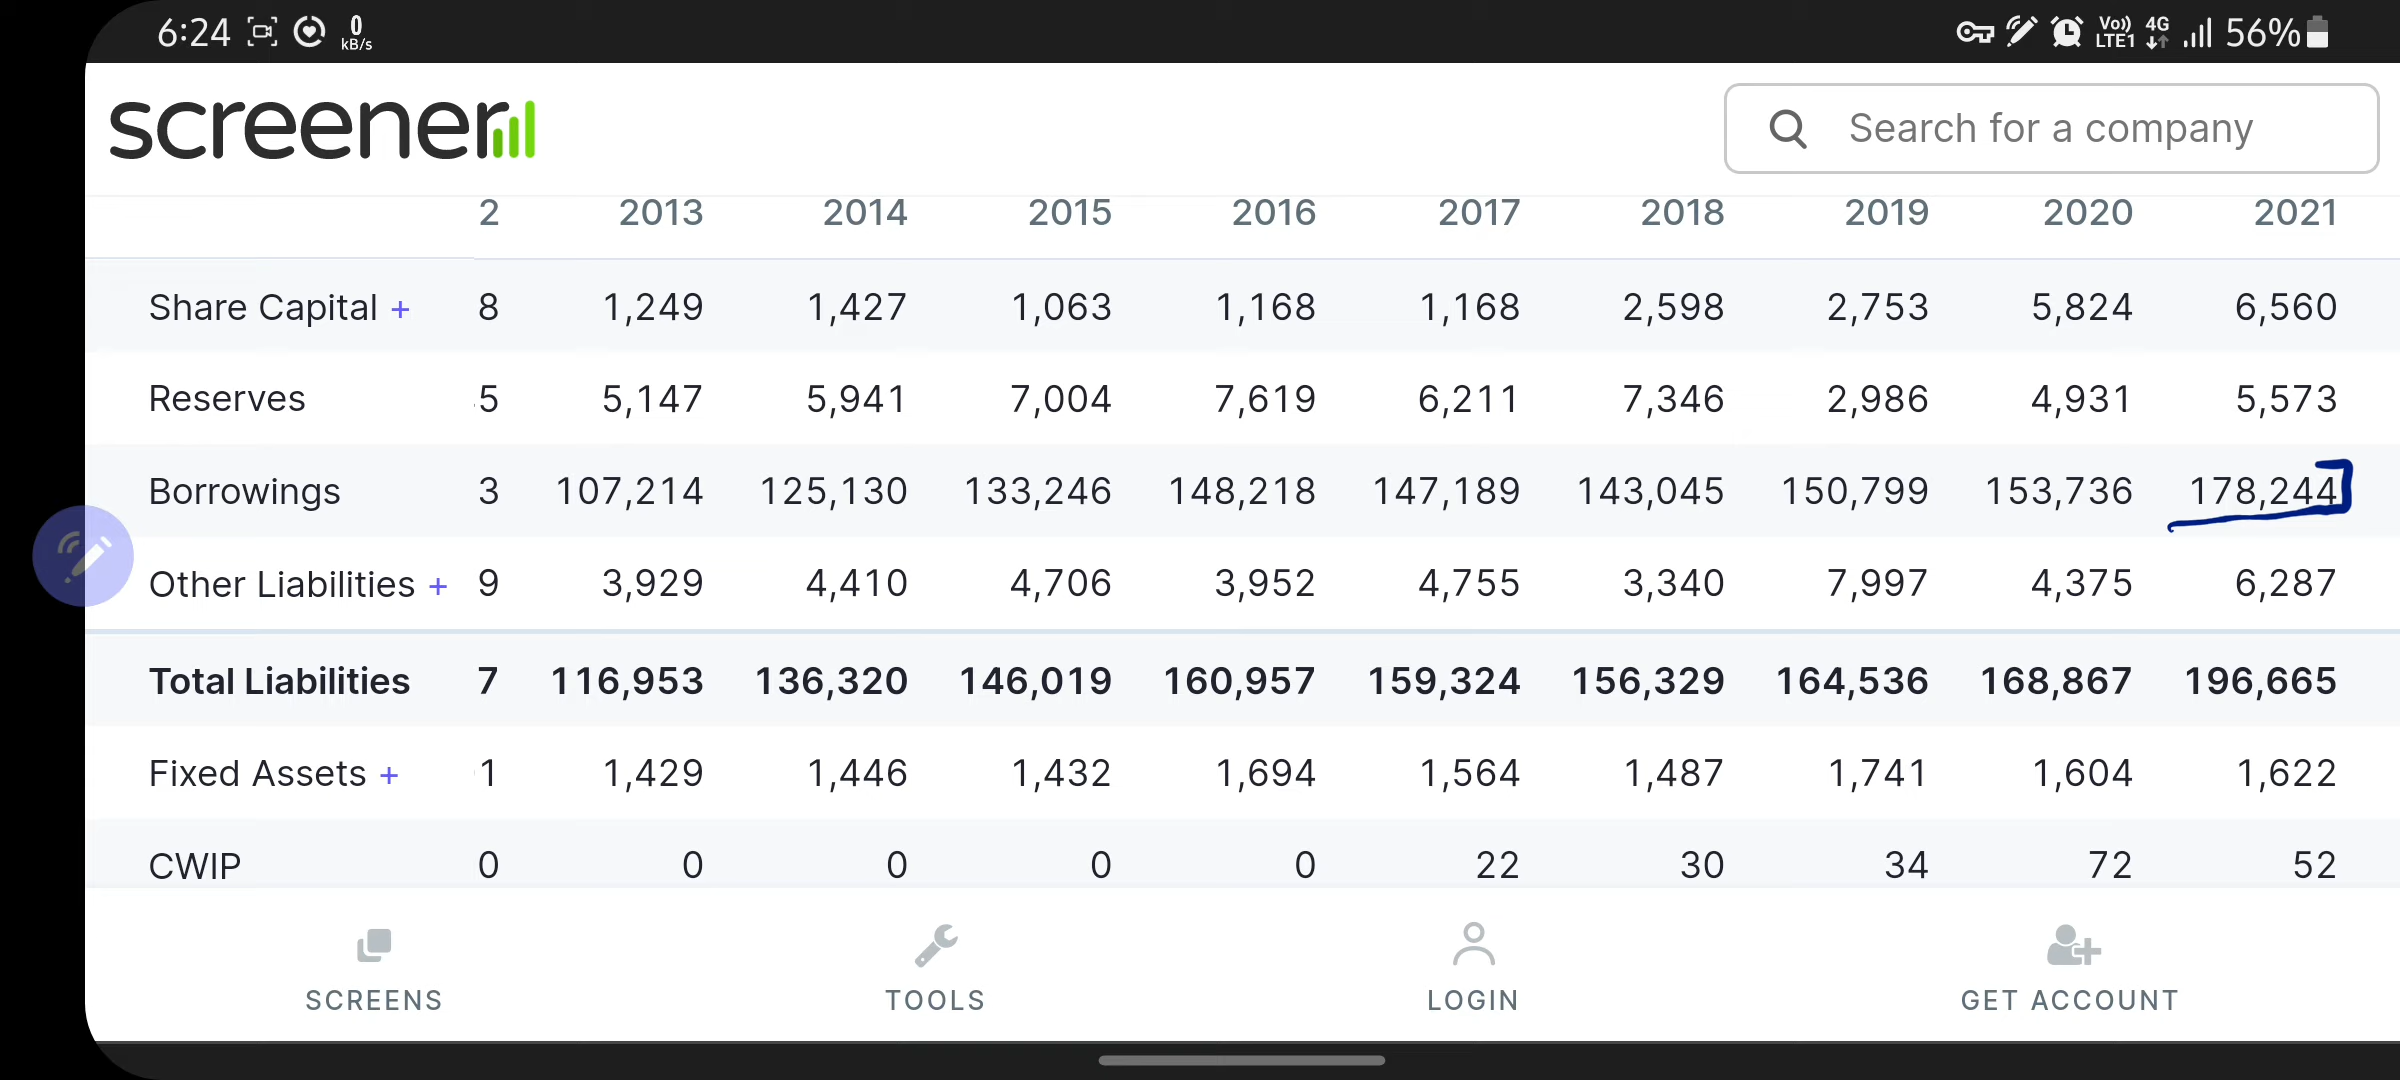 6:24 0 kB/s Vo)) LTE1 4G 56%
screener Search for a company
2 2013 2014 2015 2016 2017 2018 2019 2020 2021
Share Capital + 8 1,249 1,427 1,063 1,168 1,168 2,598 2,753 5,824 6,560
Reserves 5 5,147 5,941 7,004 7,619 6,211 7,346 2,986 4,931 5,573
Borrowings 3 107,214 125,130 133,246 148,218 147,189 143,045 150,799 153,736 178,244
Other Liabilities + 9 3,929 4,410 4,706 3,952 4,755 3,340 7,997 4,375 6,287
Total Liabilities 7 116,953 136,320 146,019 160,957 159,324 156,329 164,536 168,867 196,665
Fixed Assets + 1 1,429 1,446 1,432 1,694 1,564 1,487 1,741 1,604 1,622
CWIP 0 0 0 0 0 22 30 34 72 52
SCREENS TOOLS LOGIN GET ACCOUNT